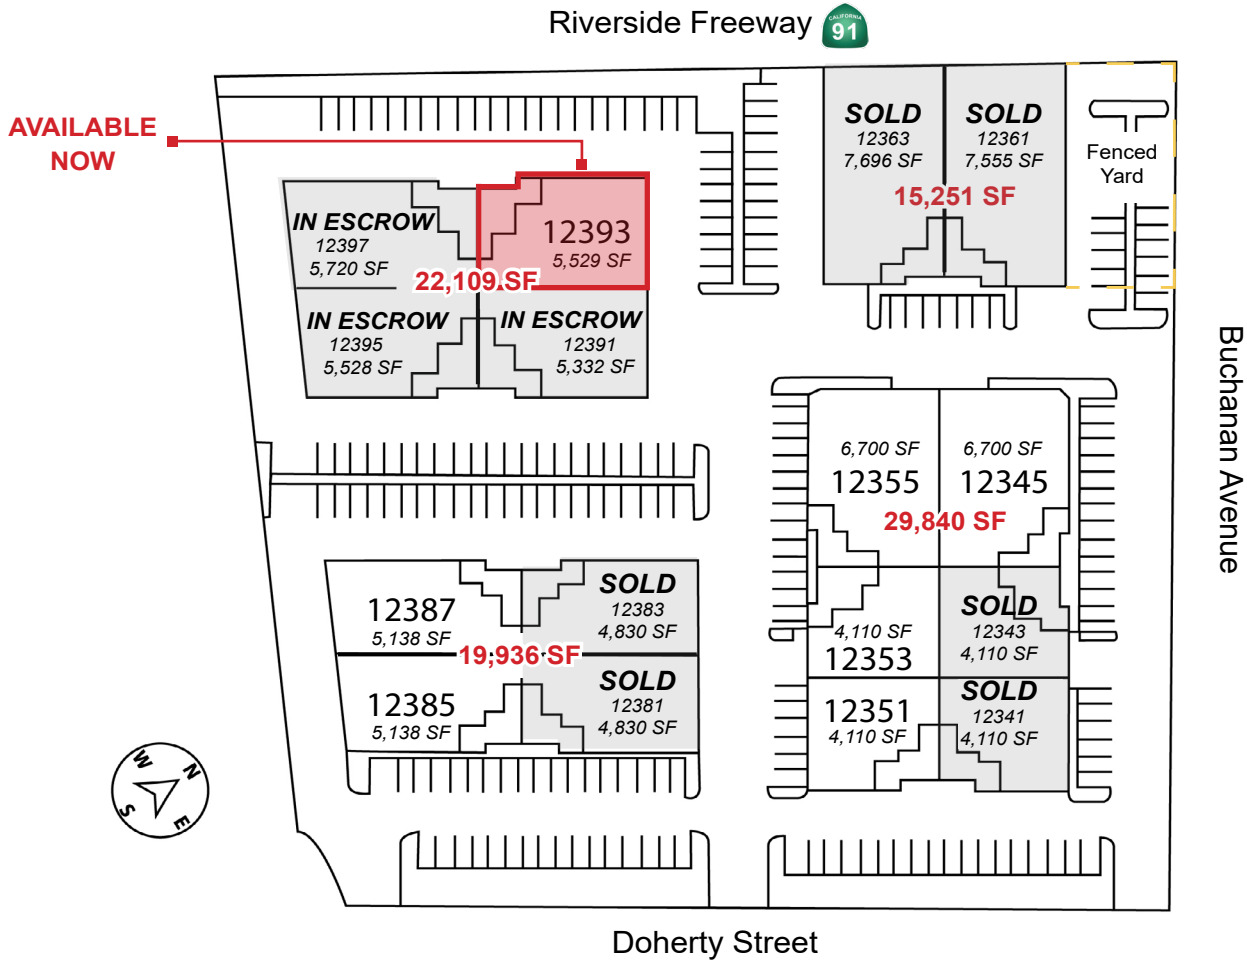 Riverside Freeway
CALIFORNIA
91
AVAILABLE
NOW
SOLD
12363
7,696 SF
SOLD
12361
7,555 SF
15,251 SF
Fenced
Yard
IN ESCROW
12397
5,720 SF
12393
5,529 SF
22,109 SF
IN ESCROW
12395
5,528 SF
IN ESCROW
12391
5,332 SF
Buchanan Avenue
6,700 SF
12355
6,700 SF
12345
29,840 SF
4,110 SF
12353
SOLD
12343
4,110 SF
12351
4,110 SF
SOLD
12341
4,110 SF
12387
5,138 SF
SOLD
12383
4,830 SF
19,936 SF
12385
5,138 SF
SOLD
12381
4,830 SF
W
N
S
E
Doherty Street